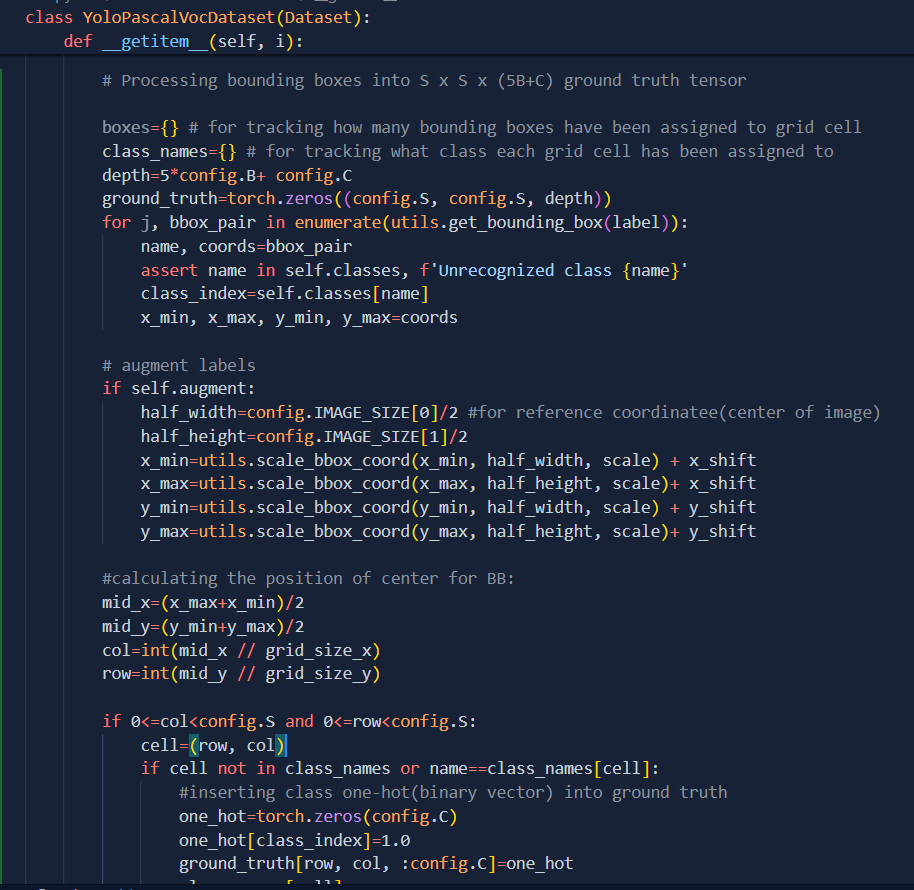 class YoloPascalVocDataset(Dataset):
    def __getitem__(self, i):
        # Processing bounding boxes into S x S x (5B+C) ground truth tensor
        boxes={} # for tracking how many bounding boxes have been assigned to grid cell
        class_names={} # for tracking what class each grid cell has been assigned to
        depth=5*config.B+ config.C
        ground_truth=torch.zeros((config.S, config.S, depth))
        for j, bbox_pair in enumerate(utils.get_bounding_box(label)):
            name, coords=bbox_pair
            assert name in self.classes, f'Unrecognized class {name}'
            class_index=self.classes[name]
            x_min, x_max, y_min, y_max=coords
        # augment labels
        if self.augment:
            half_width=config.IMAGE_SIZE[0]/2 #for reference coordinatee(center of image)
            half_height=config.IMAGE_SIZE[1]/2
            x_min=utils.scale_bbox_coord(x_min, half_width, scale) + x_shift
            x_max=utils.scale_bbox_coord(x_max, half_height, scale)+ x_shift
            y_min=utils.scale_bbox_coord(y_min, half_width, scale) + y_shift
            y_max=utils.scale_bbox_coord(y_max, half_height, scale)+ y_shift
        #calculating the position of center for BB:
        mid_x=(x_max+x_min)/2
        mid_y=(y_min+y_max)/2
        col=int(mid_x // grid_size_x)
        row=int(mid_y // grid_size_y)
        if 0<=col<config.S and 0<=row<config.S:
            cell=(row, col)
            if cell not in class_names or name==class_names[cell]:
                #inserting class one-hot(binary vector) into ground truth
                one_hot=torch.zeros(config.C)
                one_hot[class_index]=1.0
                ground_truth[row, col, :config.C]=one_hot